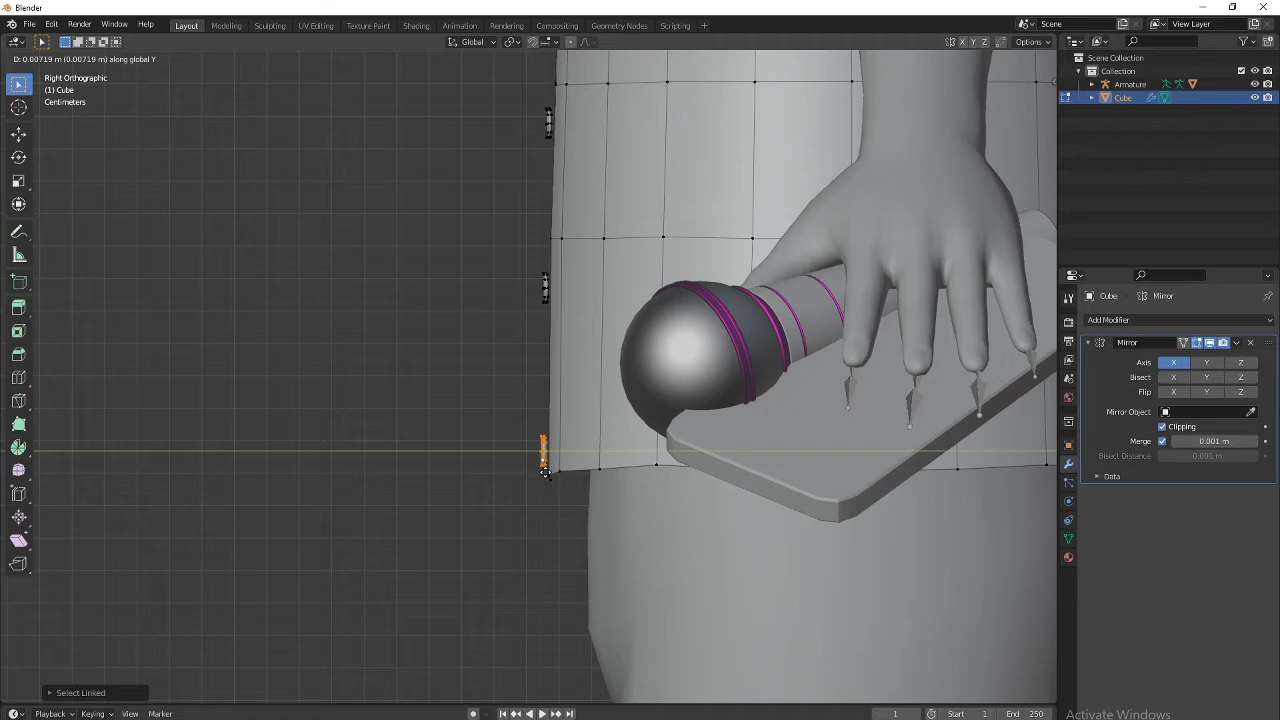 Blender
File Edit Render Window Help Layout Modeling Sculpting UV Editing Texture Paint Shading Animation Rendering Compositing Geometry Nodes Scripting + Scene View Layer
Global X Y Z Options
D: 0.00719 m (0.00719 m) along global Y
Right Orthographic
(1) Cube
Centimeters
Scene Collection
Collection
Armature
Cube
Cube Mirror
Add Modifier
Mirror
Axis X Y Z
Bisect X Y Z
Flip X Y Z
Mirror Object
Clipping
Merge 0.001 m
Bisect Distance 0.001 m
Data
Select Linked
Playback Keying View Marker 1 Start 1 End 250
Activate Windows